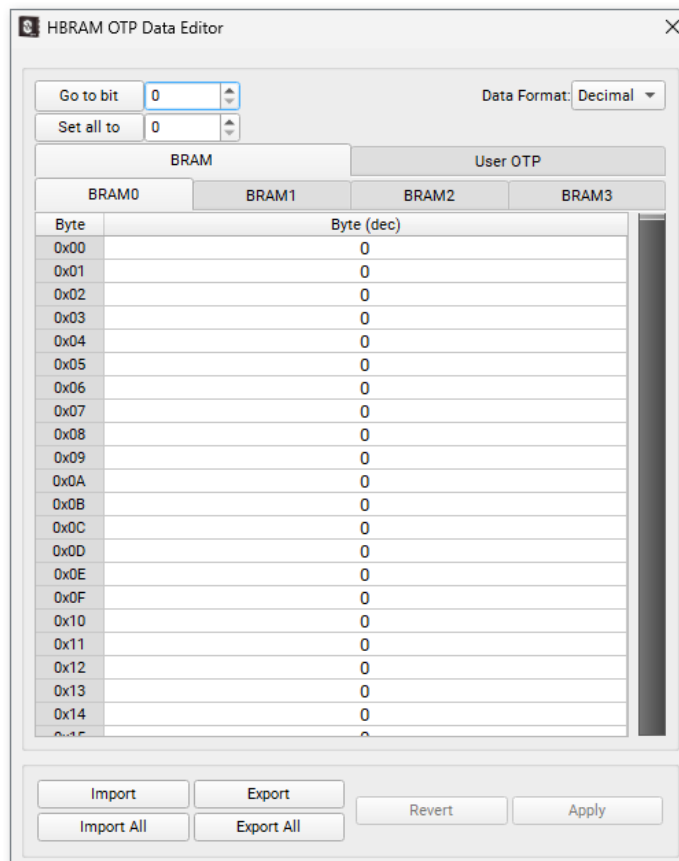 HBRAM OTP Data Editor
Go to bit 0 Data Format: Decimal
Set all to 0
BRAM User OTP
BRAM0 BRAM1 BRAM2 BRAM3
Byte Byte (dec)
0x00 0
0x01 0
0x02 0
0x03 0
0x04 0
0x05 0
0x06 0
0x07 0
0x08 0
0x09 0
0x0A 0
0x0B 0
0x0C 0
0x0D 0
0x0E 0
0x0F 0
0x10 0
0x11 0
0x12 0
0x13 0
0x14 0
0x15 0
Import Export Revert Apply
Import All Export All